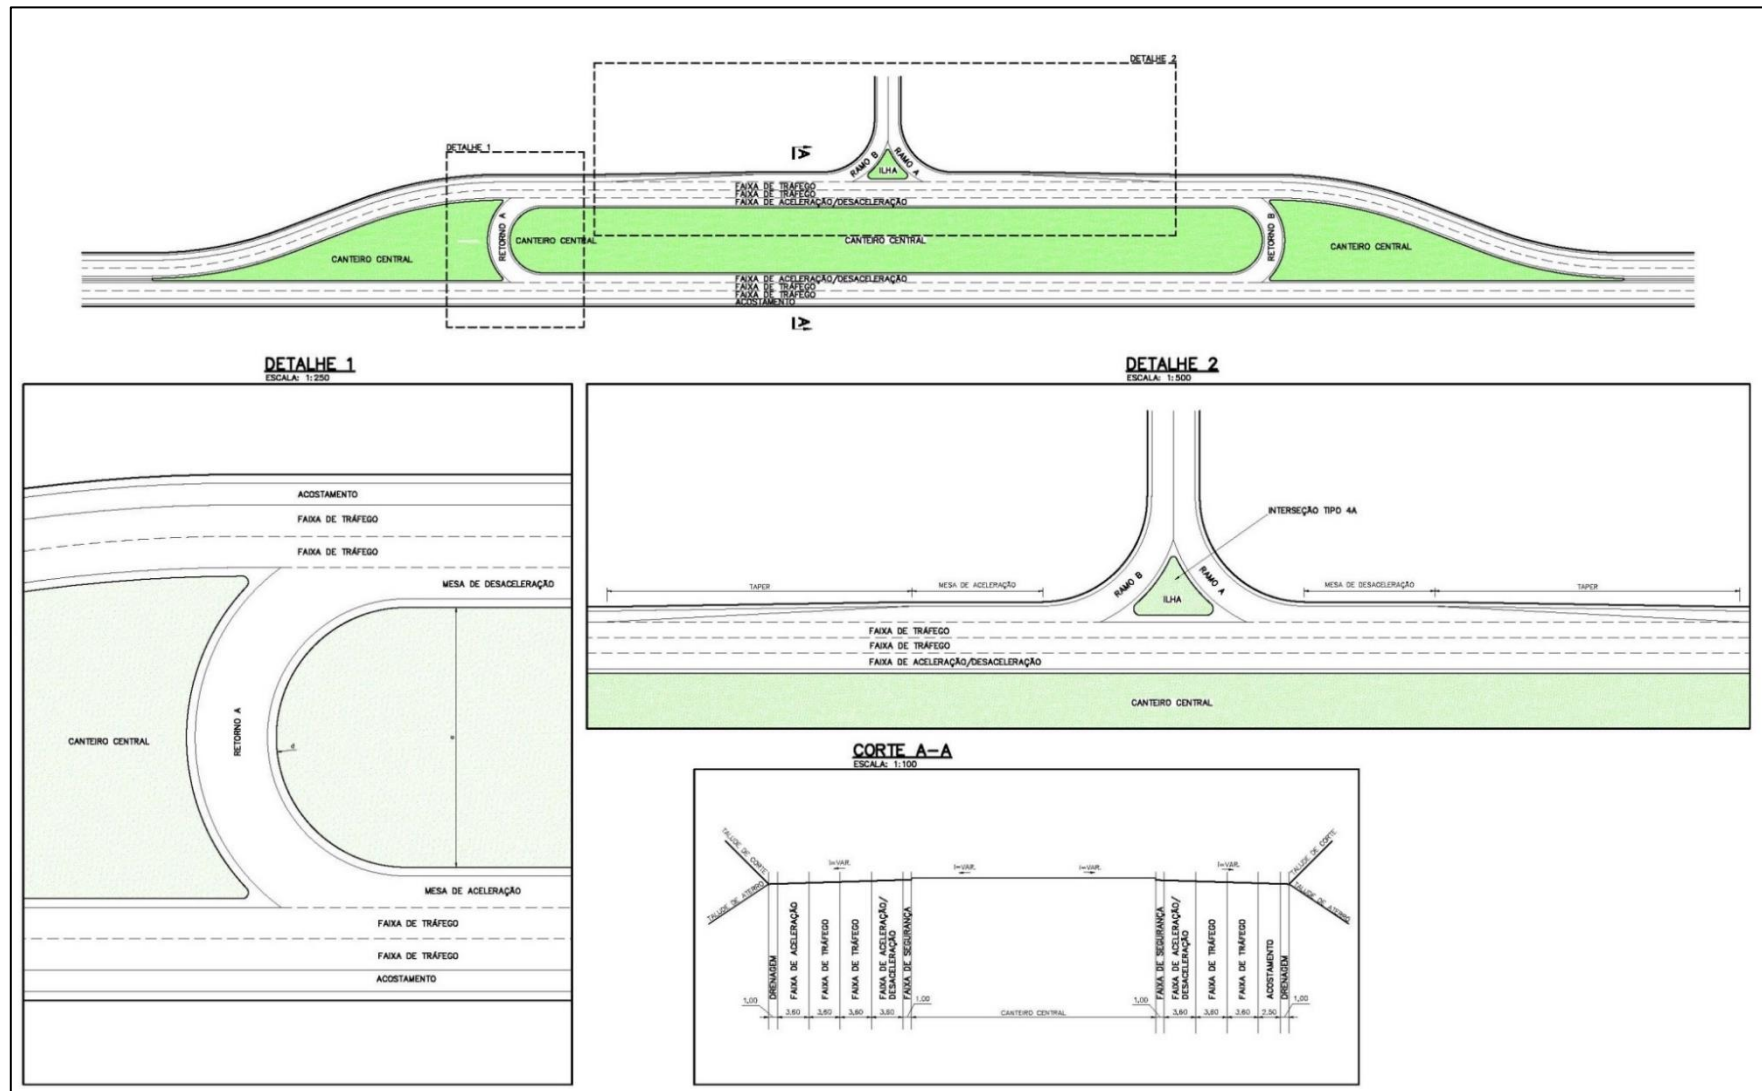 DETALHE 2
DETALHE 1
A
RAMO B
RAMO A
ILHA
FAIXA DE TRÁFEGO
FAIXA DE TRÁFEGO
FAIXA DE ACELERAÇÃO/DESACELERAÇÃO
RETORNO A
RETORNO B
CANTEIRO CENTRAL
CANTEIRO CENTRAL
CANTEIRO CENTRAL
CANTEIRO CENTRAL
FAIXA DE ACELERAÇÃO/DESACELERAÇÃO
FAIXA DE TRÁFEGO
FAIXA DE TRÁFEGO
ACOSTAMENTO
A
DETALHE 1
ESCALA: 1:250
ACOSTAMENTO
FAIXA DE TRÁFEGO
FAIXA DE TRÁFEGO
MESA DE DESACELERAÇÃO
CANTEIRO CENTRAL
RETORNO A
MESA DE ACELERAÇÃO
FAIXA DE TRÁFEGO
FAIXA DE TRÁFEGO
ACOSTAMENTO
DETALHE 2
ESCALA: 1:500
INTERSEÇÃO TIPO 4A
TAPER
MESA DE ACELERAÇÃO
RAMO B
RAMO A
ILHA
MESA DE DESACELERAÇÃO
TAPER
FAIXA DE TRÁFEGO
FAIXA DE TRÁFEGO
FAIXA DE ACELERAÇÃO/DESACELERAÇÃO
CANTEIRO CENTRAL
CORTE A-A
ESCALA: 1:100
TALUDE DE CORTE
TALUDE DE ATERRO
I=VAR.
I=VAR.
I=VAR.
I=VAR.
TALUDE DE CORTE
TALUDE DE ATERRO
DRENAGEM
FAIXA DE ACELERAÇÃO
FAIXA DE TRÁFEGO
FAIXA DE TRÁFEGO
FAIXA DE ACELERAÇÃO/
DESACELERAÇÃO
FAIXA DE SEGURANÇA
FAIXA DE SEGURANÇA
FAIXA DE ACELERAÇÃO/
DESACELERAÇÃO
FAIXA DE TRÁFEGO
FAIXA DE TRÁFEGO
ACOSTAMENTO
DRENAGEM
1,00
3,60
3,60
3,60
3,60
1,00
CANTEIRO CENTRAL
1,00
3,60
3,60
3,60
2,50
1,00